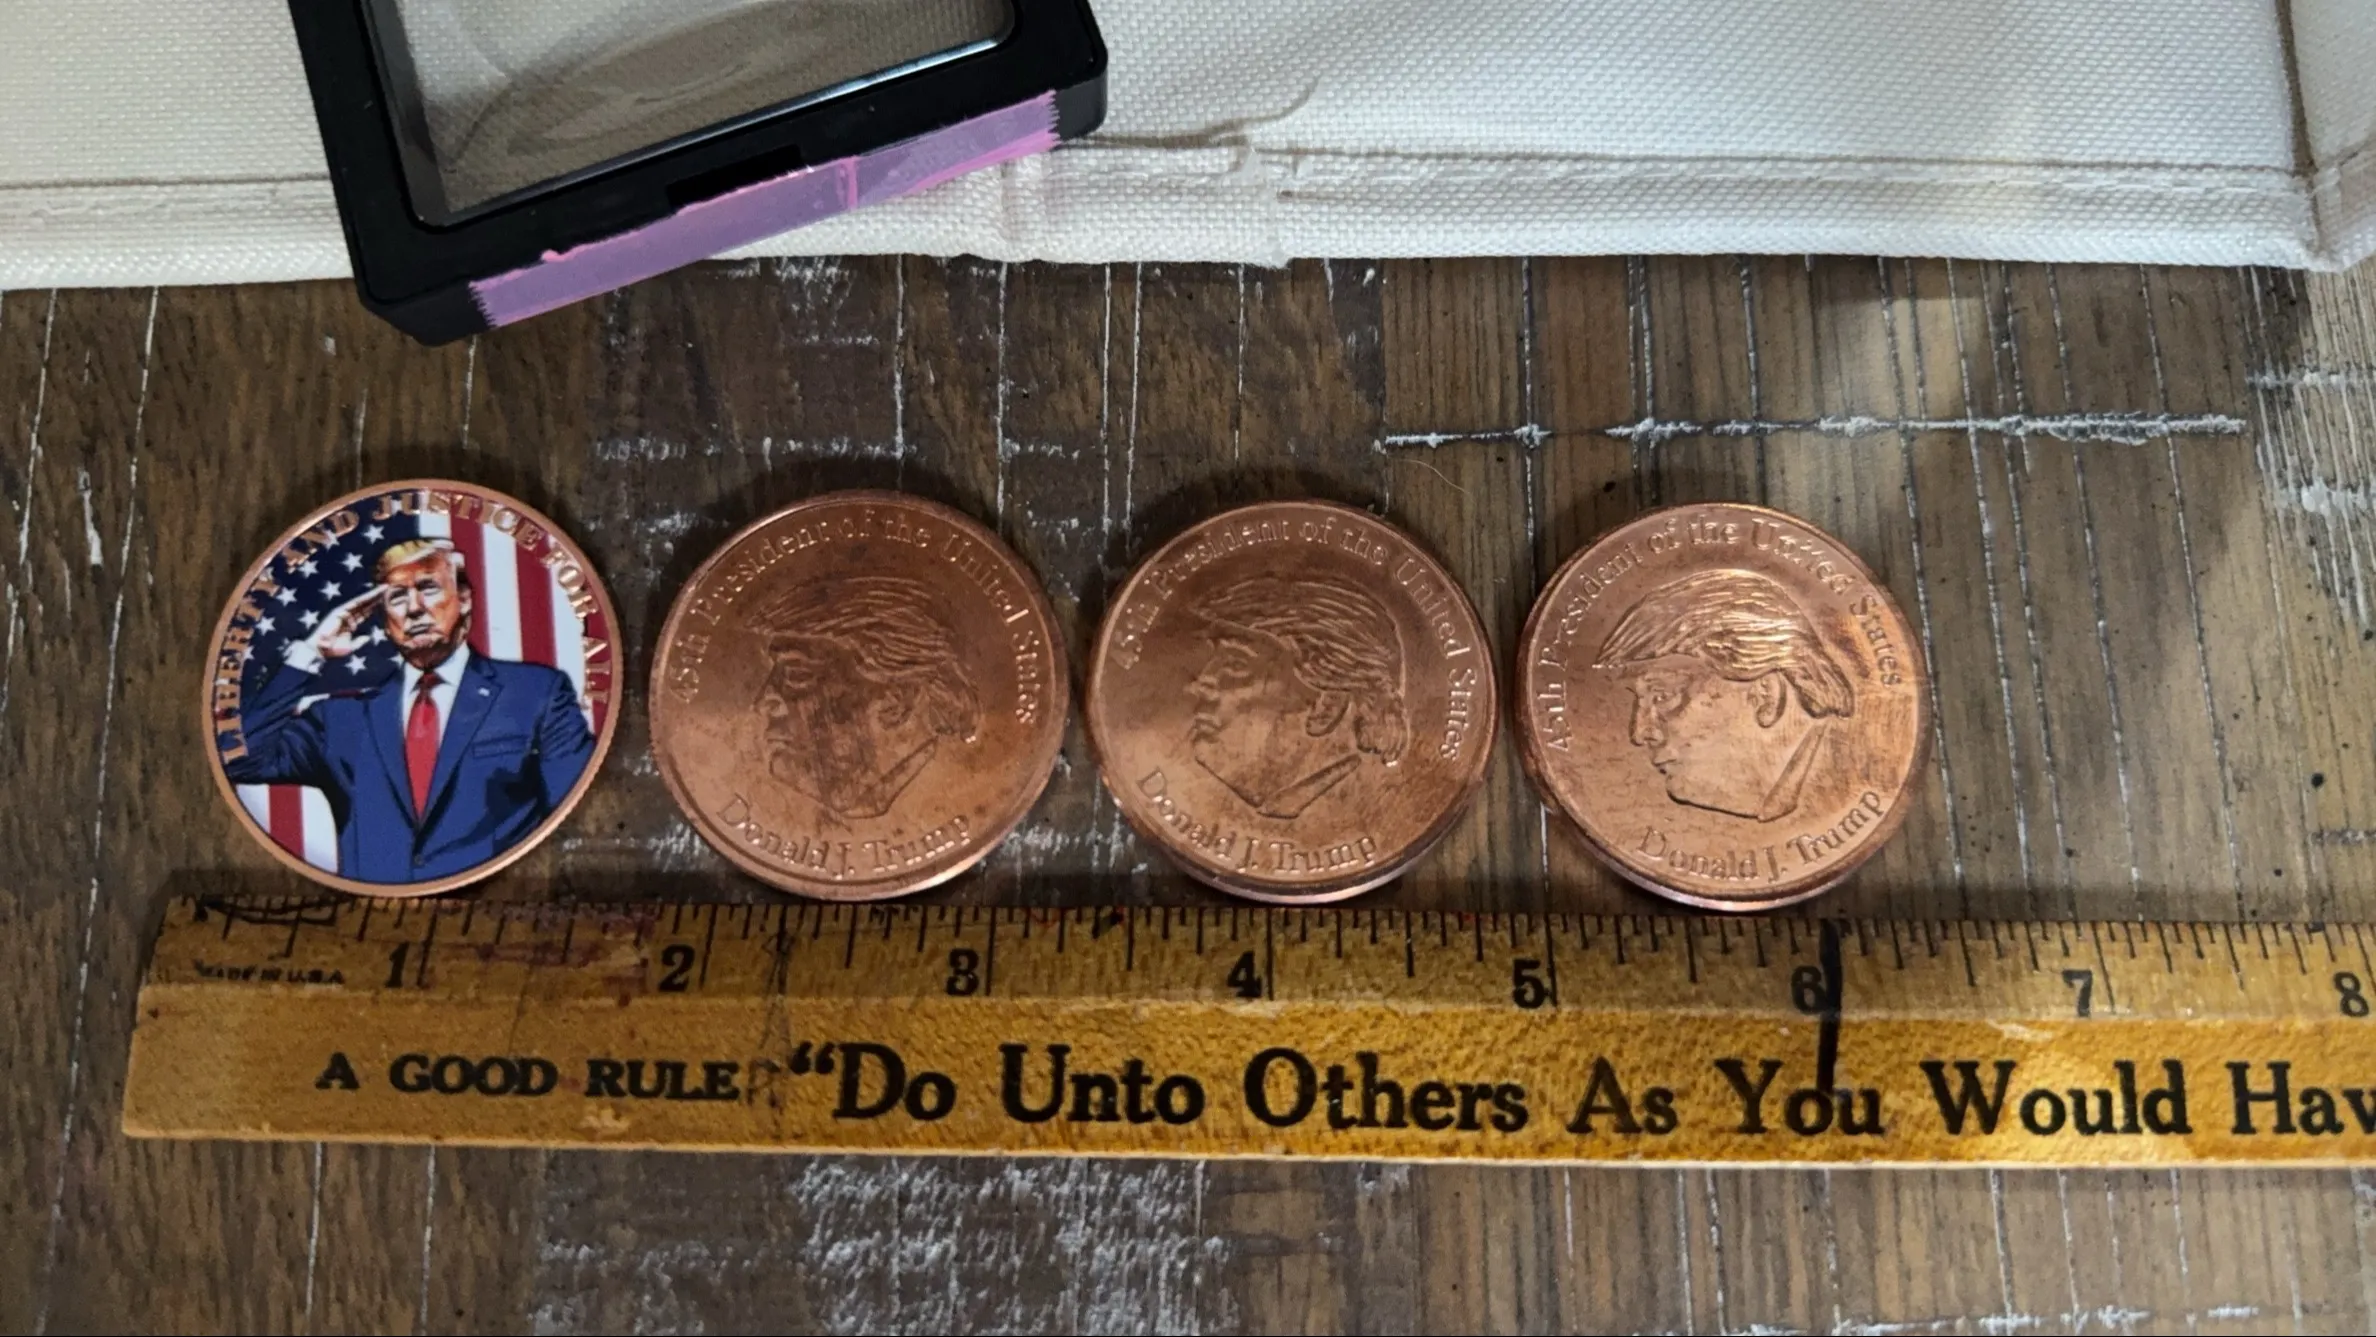 LIBERTY AND JUSTICE FOR ALL
45th President of the United States
Donald J. Trump
45th President of the United States
Donald J. Trump
45th President of the United States
Donald J. Trump
1 2 3 4 5 6 7 8
MADE IN U.S.A
A GOOD RULE "Do Unto Others As You Would Hav